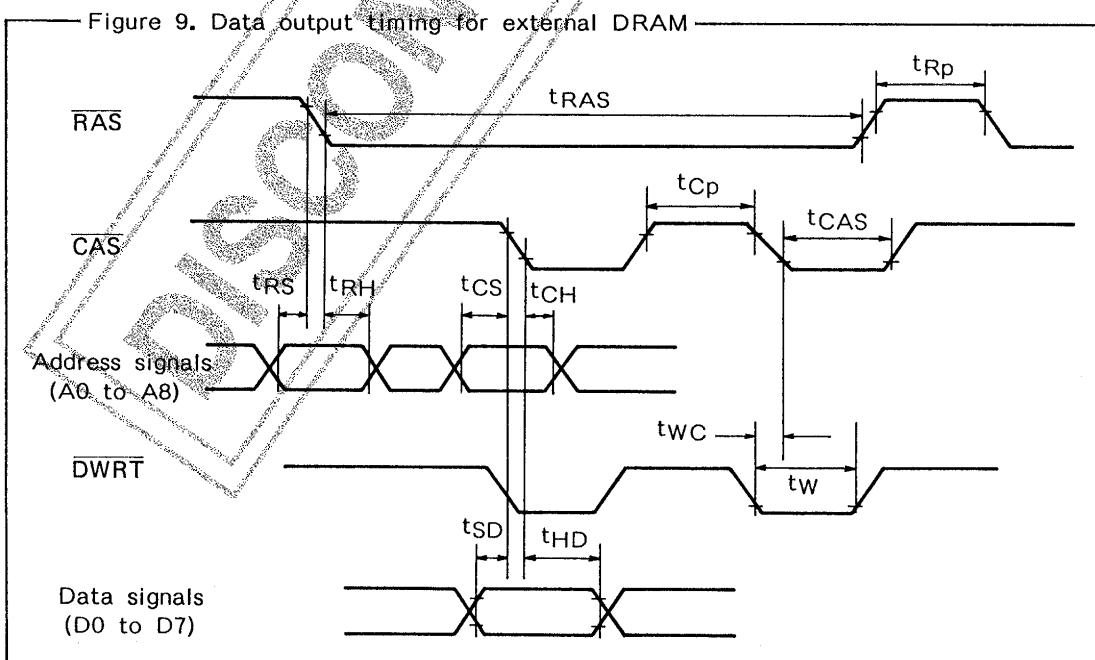 Figure 9. Data output timing for external DRAM
tRp
tRAS
RAS
tCp
tCAS
CAS
tRS tRH tCS tCH
Address signals
(A0 to A8)
tWC
DWRT
tW
tSD tHD
Data signals
(D0 to D7)
DISCON